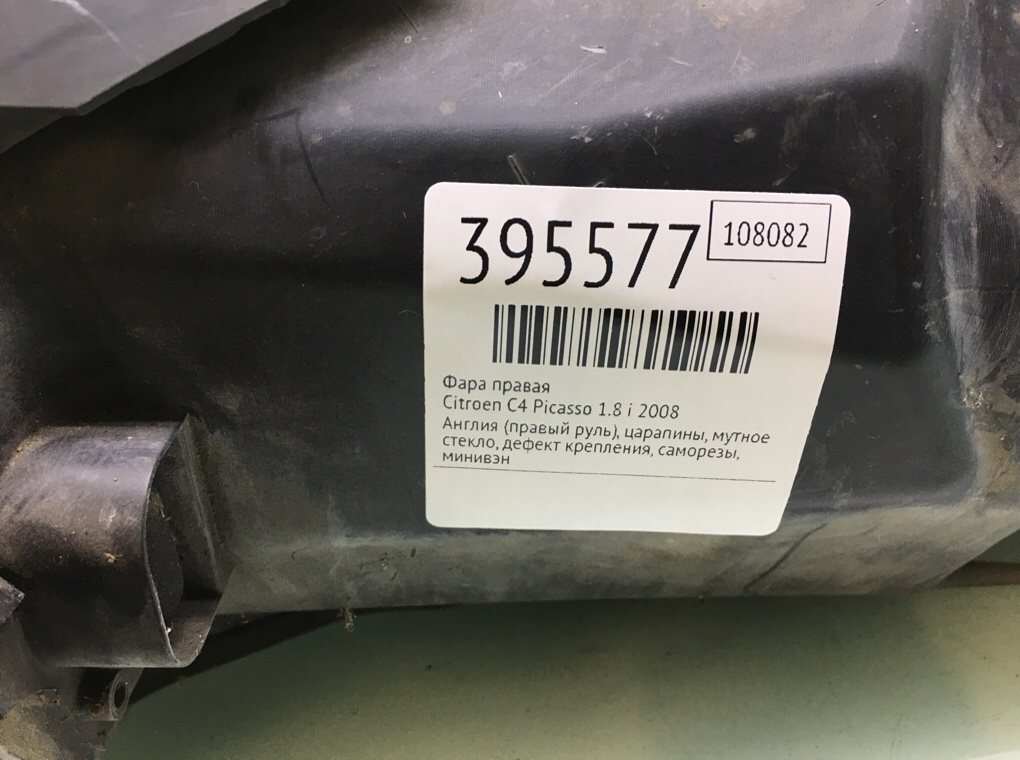 395577
108082
Фара правая
Citroen C4 Picasso 1.8 i 2008
Англия (правый руль), царапины, мутное
стекло, дефект крепления, саморезы,
минивэн